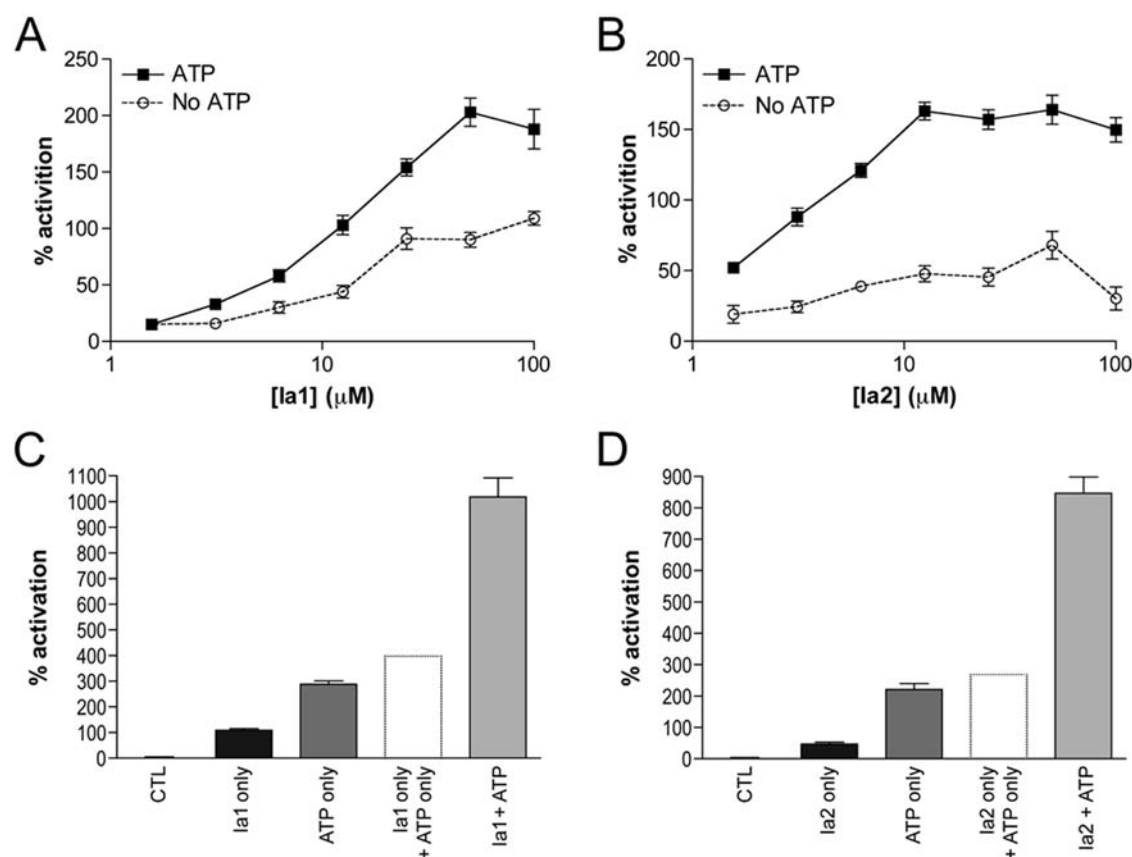 A
250
200
150
100
50
0
% activition
ATP
No ATP
1
10
100
[Ia1] (μM)
B
200
150
100
50
0
% activition
ATP
No ATP
1
10
100
[Ia2] (μM)
C
1100
1000
900
800
700
600
500
400
300
200
100
0
% activation
CTL
Ia1 only
ATP only
Ia1 only
+ ATP only
Ia1+ ATP
D
900
800
700
600
500
400
300
200
100
0
% activation
CTL
Ia2 only
ATP only
Ia2 only
+ ATP only
Ia2 + ATP